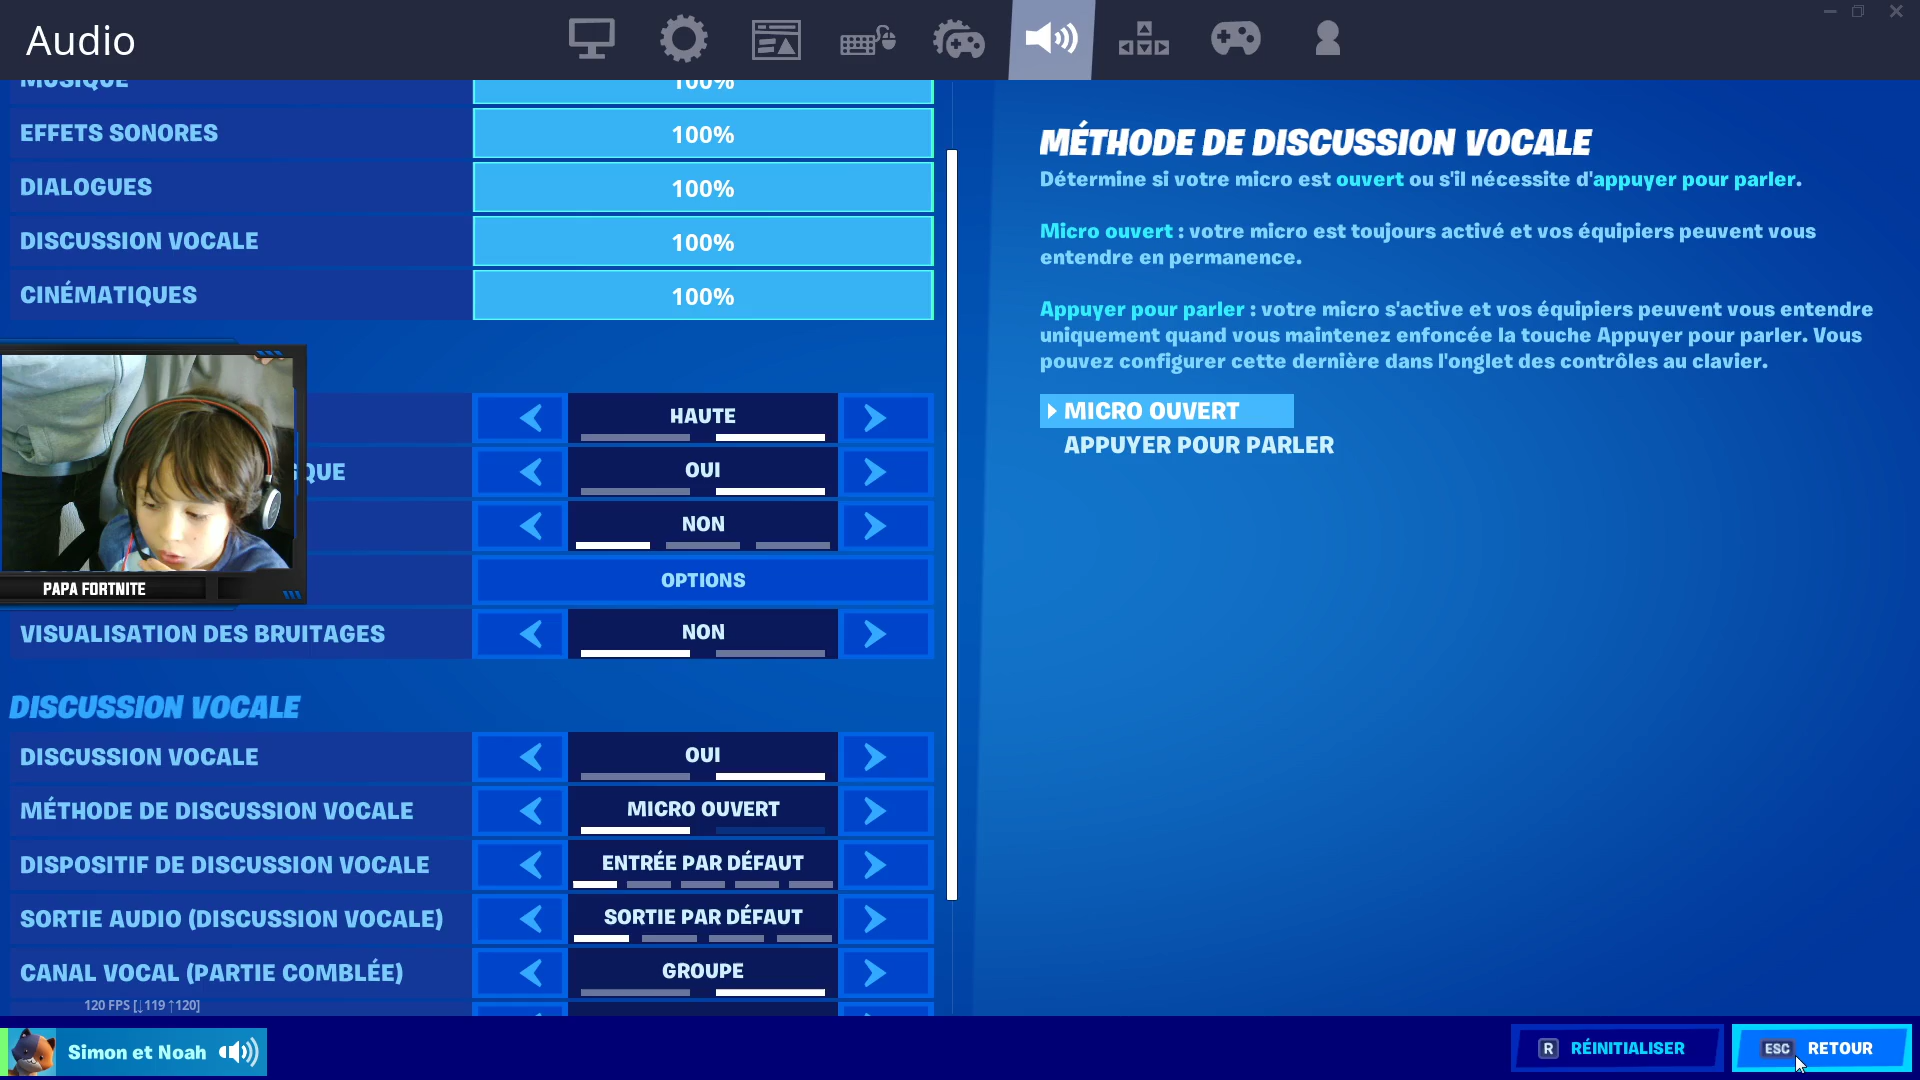 Audio
MUSIQUE
100%
EFFETS SONORES
100%
DIALOGUES
100%
DISCUSSION VOCALE
100%
CINÉMATIQUES
100%
HAUTE
QUE
OUI
NON
OPTIONS
PAPA FORTNITE
VISUALISATION DES BRUITAGES
NON
DISCUSSION VOCALE
DISCUSSION VOCALE
OUI
MÉTHODE DE DISCUSSION VOCALE
MICRO OUVERT
DISPOSITIF DE DISCUSSION VOCALE
ENTRÉE PAR DÉFAUT
SORTIE AUDIO (DISCUSSION VOCALE)
SORTIE PAR DÉFAUT
CANAL VOCAL (PARTIE COMBLÉE)
GROUPE
120 FPS [↓119 ↑120]
Simon et Noah
MÉTHODE DE DISCUSSION VOCALE
Détermine si votre micro est ouvert ou s'il nécessite d'appuyer pour parler.
Micro ouvert : votre micro est toujours activé et vos équipiers peuvent vous
entendre en permanence.
Appuyer pour parler : votre micro s'active et vos équipiers peuvent vous entendre
uniquement quand vous maintenez enfoncée la touche Appuyer pour parler. Vous
pouvez configurer cette dernière dans l'onglet des contrôles au clavier.
MICRO OUVERT
APPUYER POUR PARLER
R RÉINITIALISER
ESC RETOUR